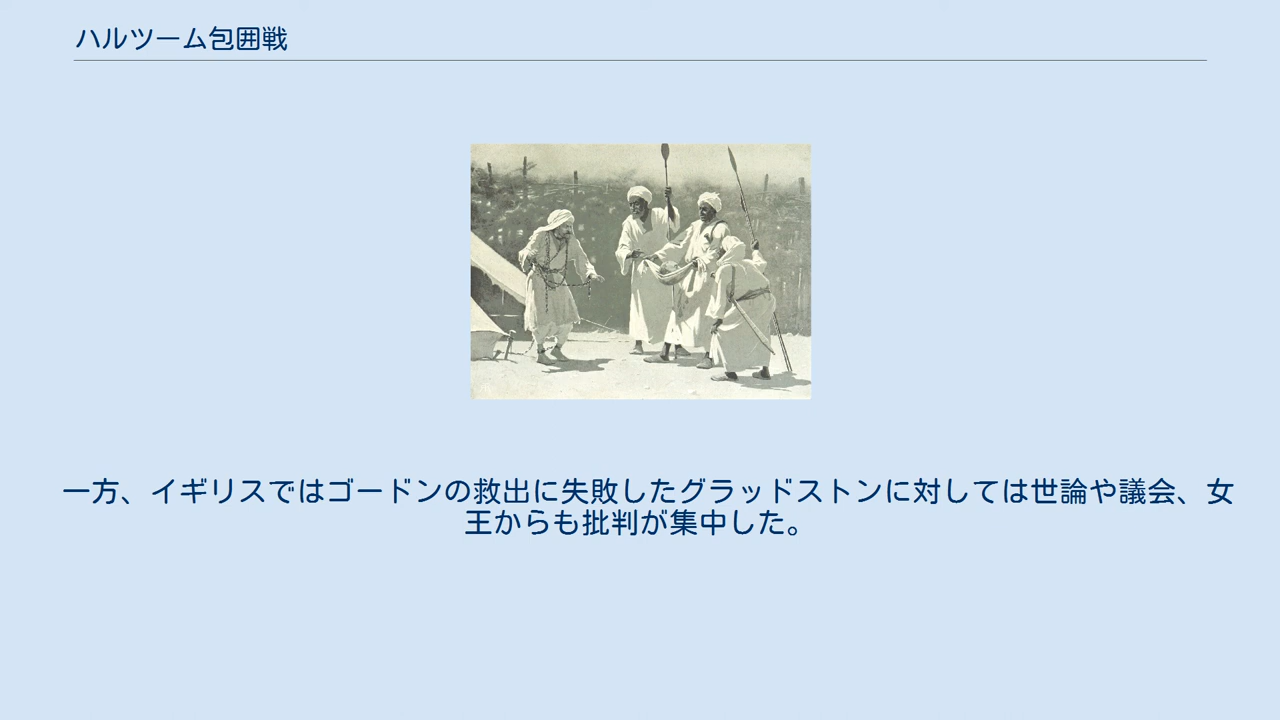 ハルツーム包囲戦
一方、イギリスではゴードンの救出に失敗したグラッドストンに対しては世論や議会、女
王からも批判が集中した。